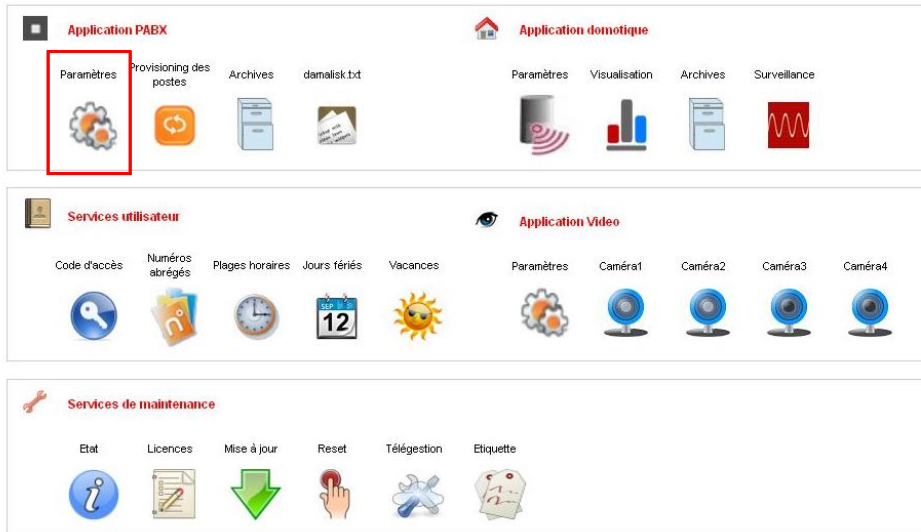 Application PABX
Paramètres
Provisioning des
postes
Archives
damalisk.txt
Application domotique
Paramètres
Visualisation
Archives
Surveillance
Services utilisateur
Code d'accès
Numéros
abrégés
Plages horaires
Jours fériés
Vacances
SEP
12
n°
Application Video
Paramètres
Caméra1
Caméra2
Caméra3
Caméra4
Services de maintenance
Etat
Licences
Mise à jour
Reset
Télégestion
Etiquette
i